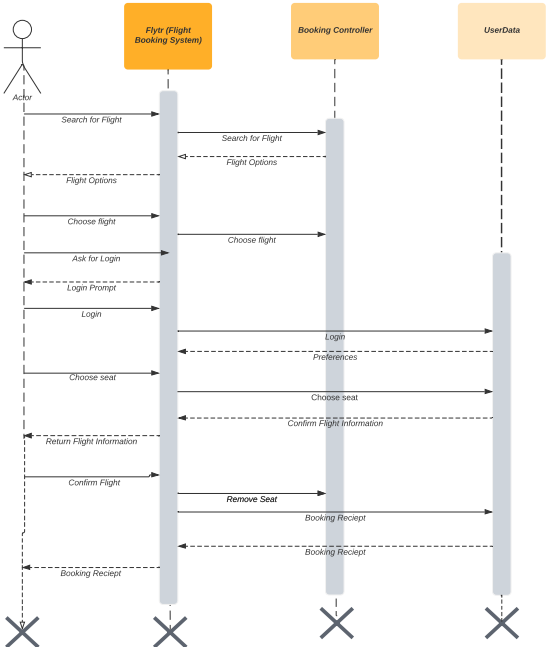 Flytr (Flight
Booking System)
Booking Controller
UserData
Actor
Search for Flight
Search for Flight
Flight Options
Flight Options
Choose flight
Choose flight
Ask for Login
Login Prompt
Login
Login
Preferences
Choose seat
Choose seat
Confirm Flight Information
Return Flight Information
Confirm Flight
Remove Seat
Booking Reciept
Booking Reciept
Booking Reciept